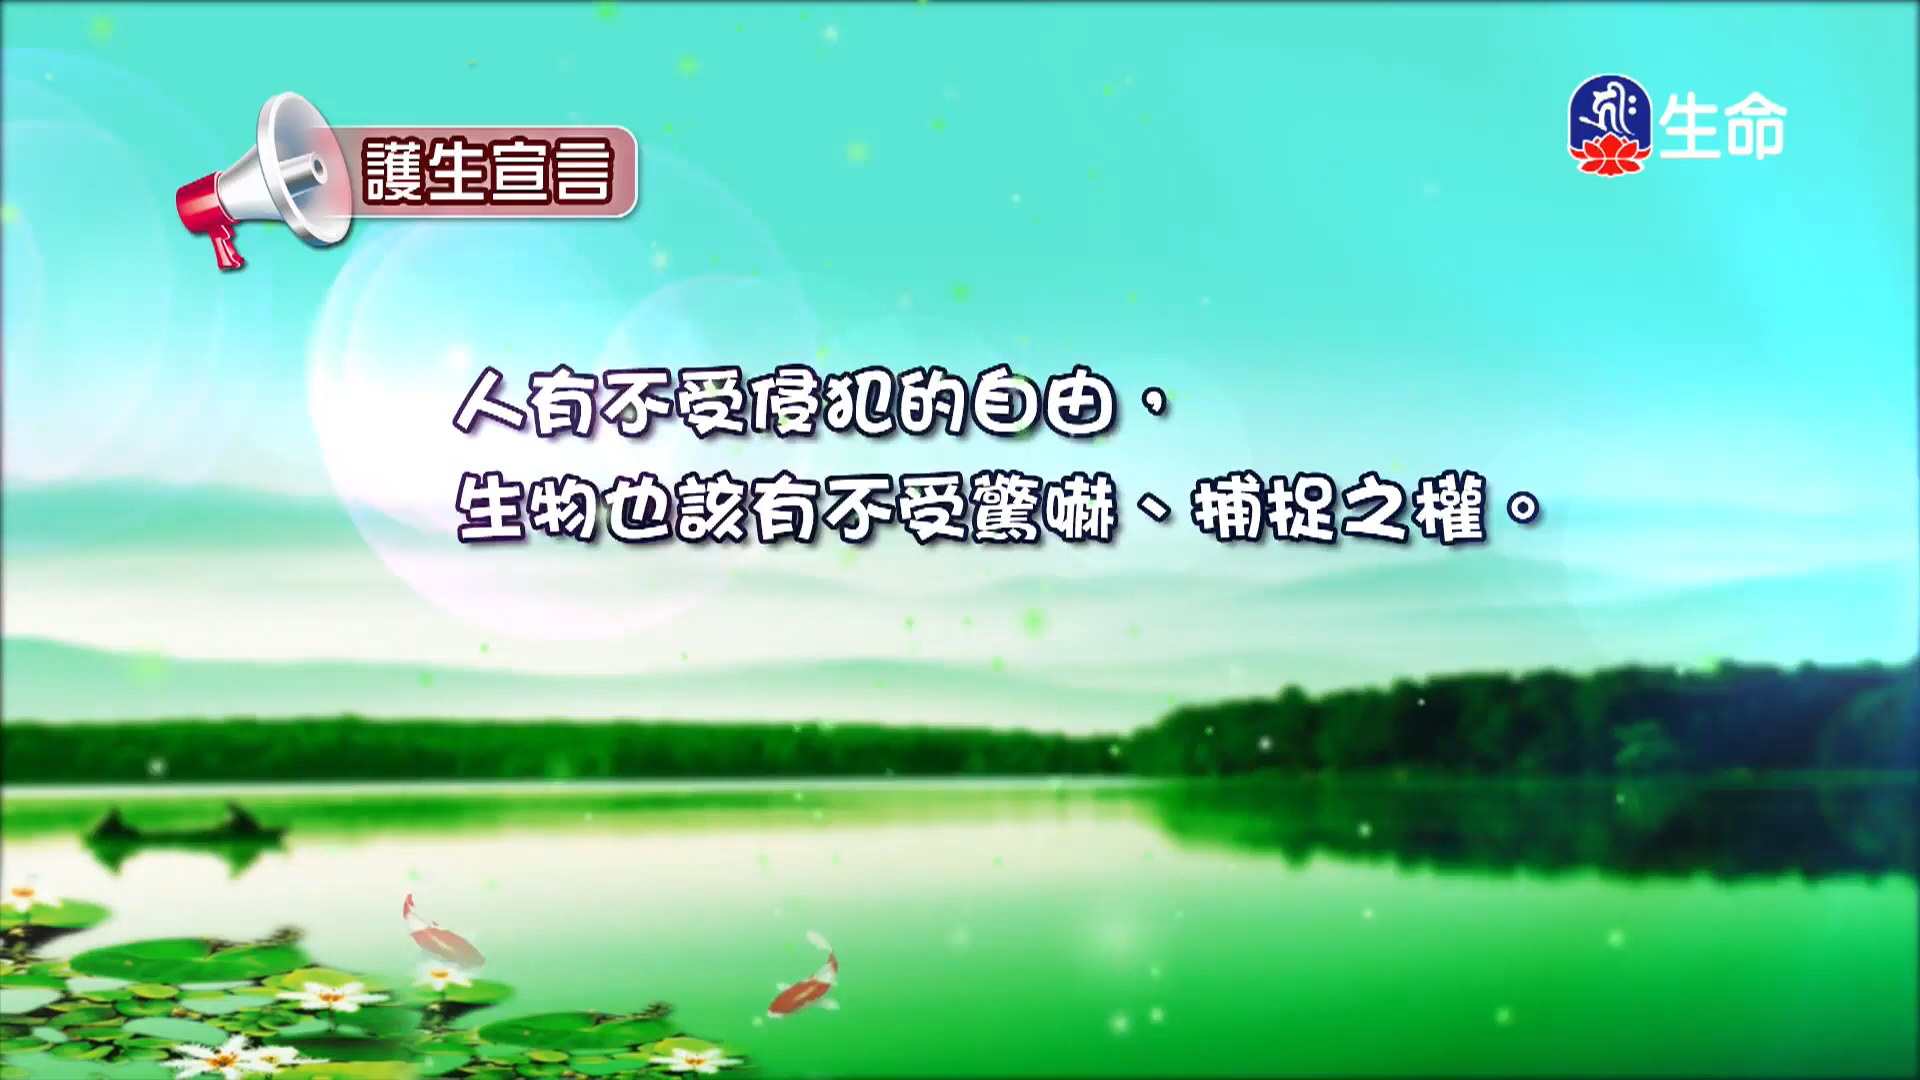 護生宣言
生命
人有不受侵犯的自由，
生物也該有不受驚嚇、捕捉之權。